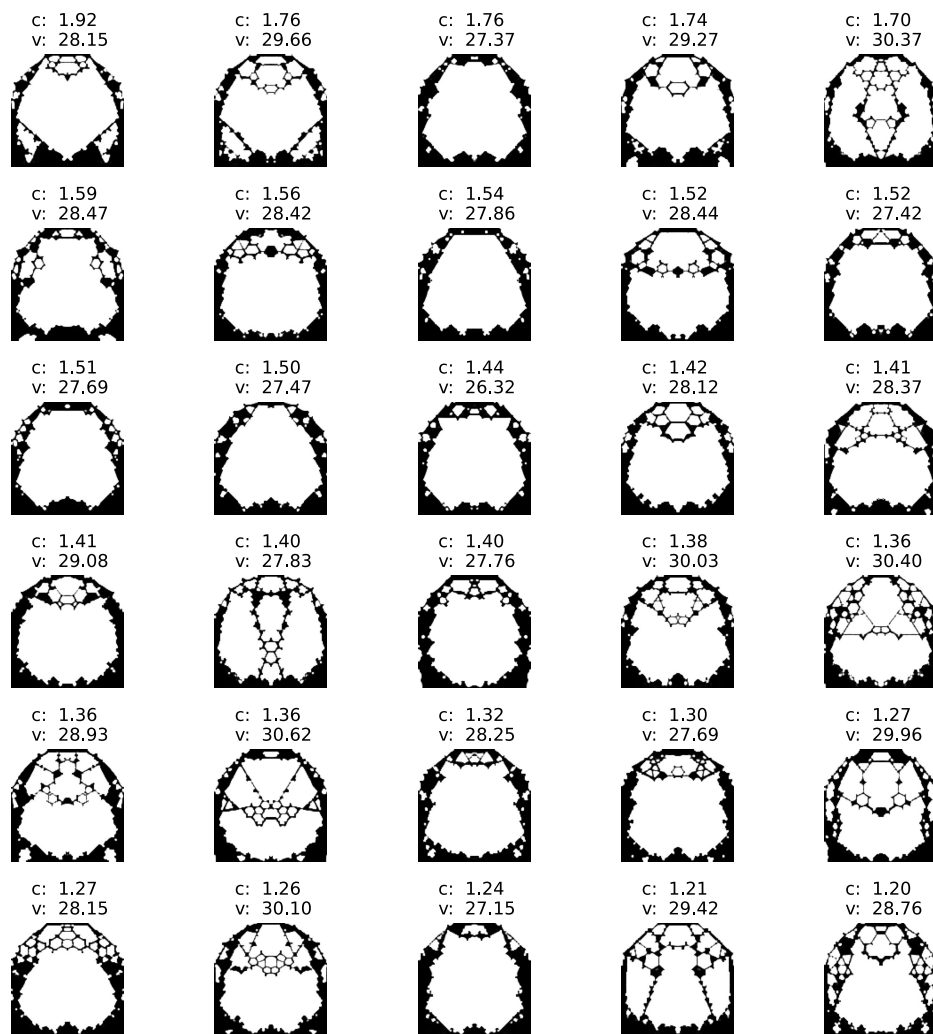 c: 1.92
v: 28.15
c: 1.76
v: 29.66
c: 1.76
v: 27.37
c: 1.74
v: 29.27
c: 1.70
v: 30.37
c: 1.59
v: 28.47
c: 1.56
v: 28.42
c: 1.54
v: 27.86
c: 1.52
v: 28.44
c: 1.52
v: 27.42
c: 1.51
v: 27.69
c: 1.50
v: 27.47
c: 1.44
v: 26.32
c: 1.42
v: 28.12
c: 1.41
v: 28.37
c: 1.41
v: 29.08
c: 1.40
v: 27.83
c: 1.40
v: 27.76
c: 1.38
v: 30.03
c: 1.36
v: 30.40
c: 1.36
v: 28.93
c: 1.36
v: 30.62
c: 1.32
v: 28.25
c: 1.30
v: 27.69
c: 1.27
v: 29.96
c: 1.27
v: 28.15
c: 1.26
v: 30.10
c: 1.24
v: 27.15
c: 1.21
v: 29.42
c: 1.20
v: 28.76